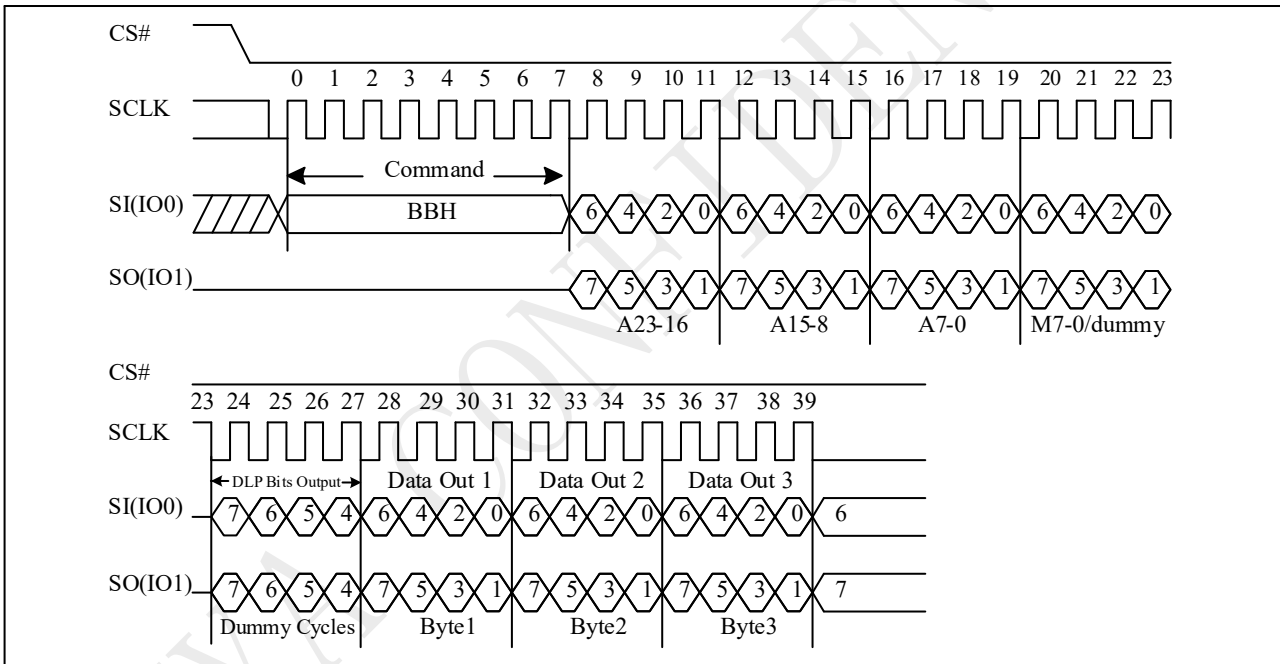 CS#
0 1 2 3 4 5 6 7 8 9 10 11 12 13 14 15 16 17 18 19 20 21 22 23
SCLK
Command
SI(IO0) BBH 6 4 2 0 6 4 2 0 6 4 2 0 6 4 2 0
SO(IO1) 7 5 3 1 7 5 3 1 7 5 3 1 7 5 3 1
A23-16 A15-8 A7-0 M7-0/dummy
CS#
23 24 25 26 27 28 29 30 31 32 33 34 35 36 37 38 39
SCLK
DLP Bits Output Data Out 1 Data Out 2 Data Out 3
SI(IO0) 7 6 5 4 6 4 2 0 6 4 2 0 6 4 2 0 6
SO(IO1) 7 6 5 4 7 5 3 1 7 5 3 1 7 5 3 1 7
Dummy Cycles Byte1 Byte2 Byte3